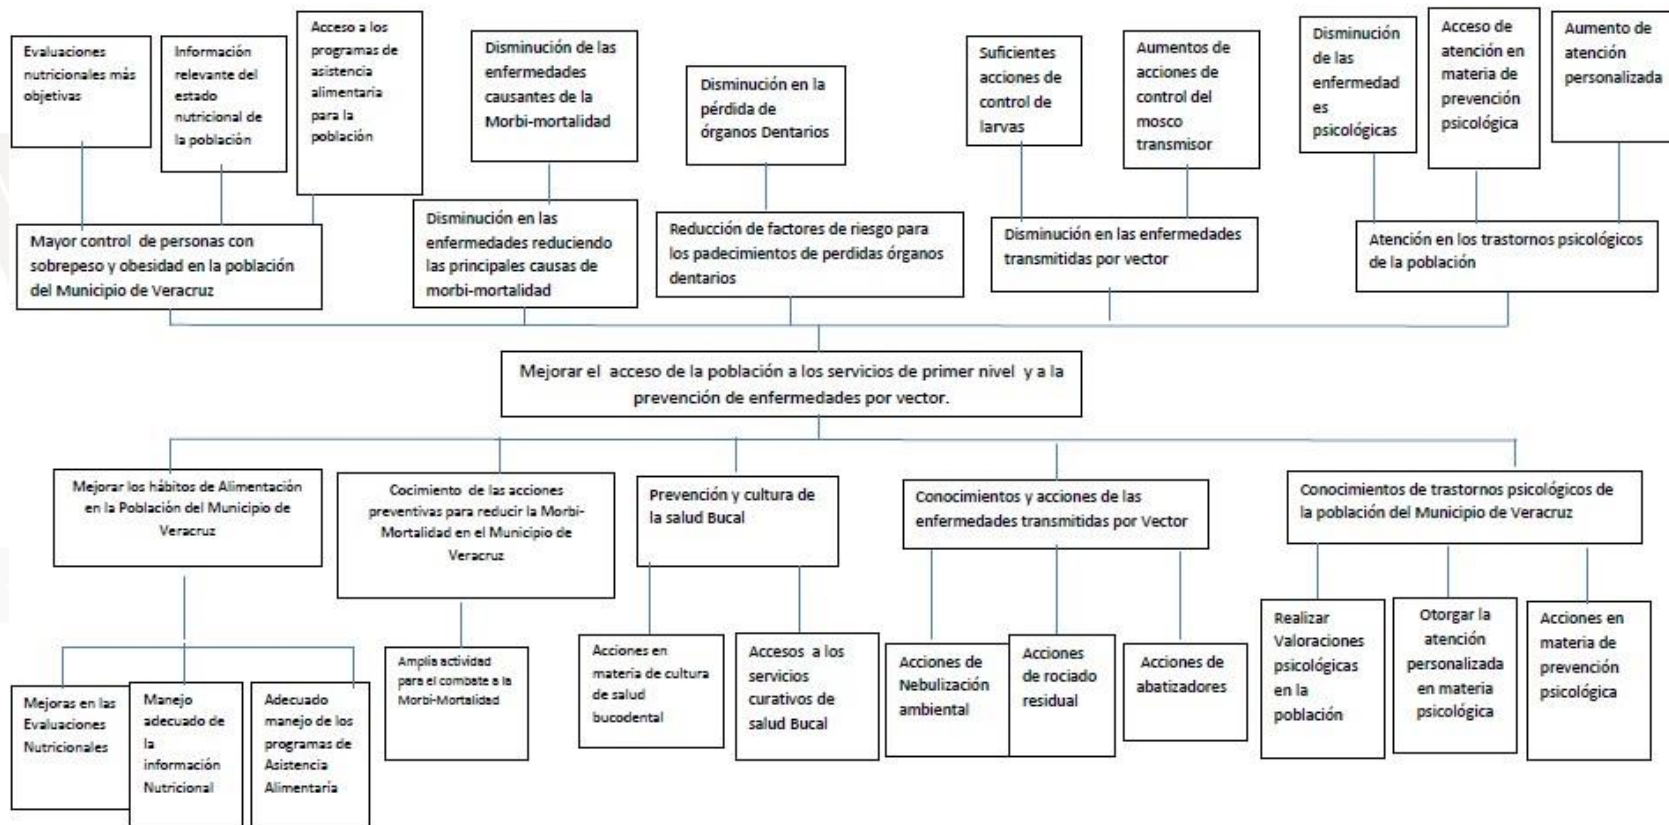 Evaluaciones
nutricionales más
objetivas
Información
relevante del
estado
nutricional de
la población
Acceso a los
programas de
asistencia
alimentaria
para la
población
Disminución de las
enfermedades
causantes de la
Morbi-mortalidad
Disminución en la
pérdida de
órganos Dentarios
Suficientes
acciones de
control de
larvas
Aumentos de
acciones de
control del
mosco
transmisor
Disminución
de las
enfermedad
es
psicológicas
Acceso de
atención en
materia de
prevención
psicológica
Aumento de
atención
personalizada
Mayor control de personas con
sobrepeso y obesidad en la población
del Municipio de Veracruz
Disminución en las
enfermedades reduciendo
las principales causas de
morbi-mortalidad
Reducción de factores de riesgo para
los padecimientos de perdidas órganos
dentarios
Disminución en las enfermedades
transmitidas por vector
Atención en los trastornos psicológicos
de la población
Mejorar el acceso de la población a los servicios de primer nivel y a la
prevención de enfermedades por vector.
Mejorar los hábitos de Alimentación
en la Población del Municipio de
Veracruz
Cocimiento de las acciones
preventivas para reducir la Morbi-
Mortalidad en el Municipio de
Veracruz
Prevención y cultura de
la salud Bucal
Conocimientos y acciones de las
enfermedades transmitidas por Vector
Conocimientos de trastornos psicológicos de
la población del Municipio de Veracruz
Mejoras en las
Evaluaciones
Nutricionales
Manejo
adecuado de
la
información
Nutricional
Adecuado
manejo de los
programas de
Asistencia
Alimentaría
Amplia actividad
para el combate a la
Morbi-Mortalidad
Acciones en
materia de cultura
de salud
bucodental
Accesos a los
servicios
curativos de
salud Bucal
Acciones de
Nebulización
ambiental
Acciones
de rociado
residual
Acciones de
abatizadores
Realizar
Valoraciones
psicológicas
en la
población
Otorgar la
atención
personalizada
en materia
psicológica
Acciones en
materia de
prevención
psicológica